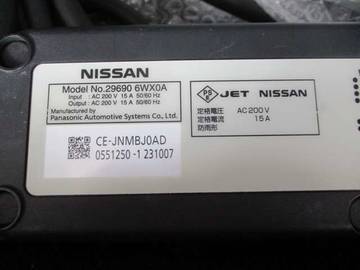 NISSAN
Model No.29690 6WX0A
Input : AC 200 V 15 A 50/60 Hz
Output : AC 200 V 15 A 50/60 Hz
Manufactured by
Panasonic Automotive Systems Co., Ltd.
CE-JNMBJ0AD
0551250 -1 231007
PS E JET NISSAN
定格電圧 AC 200 V
定格電流 15 A
防雨形